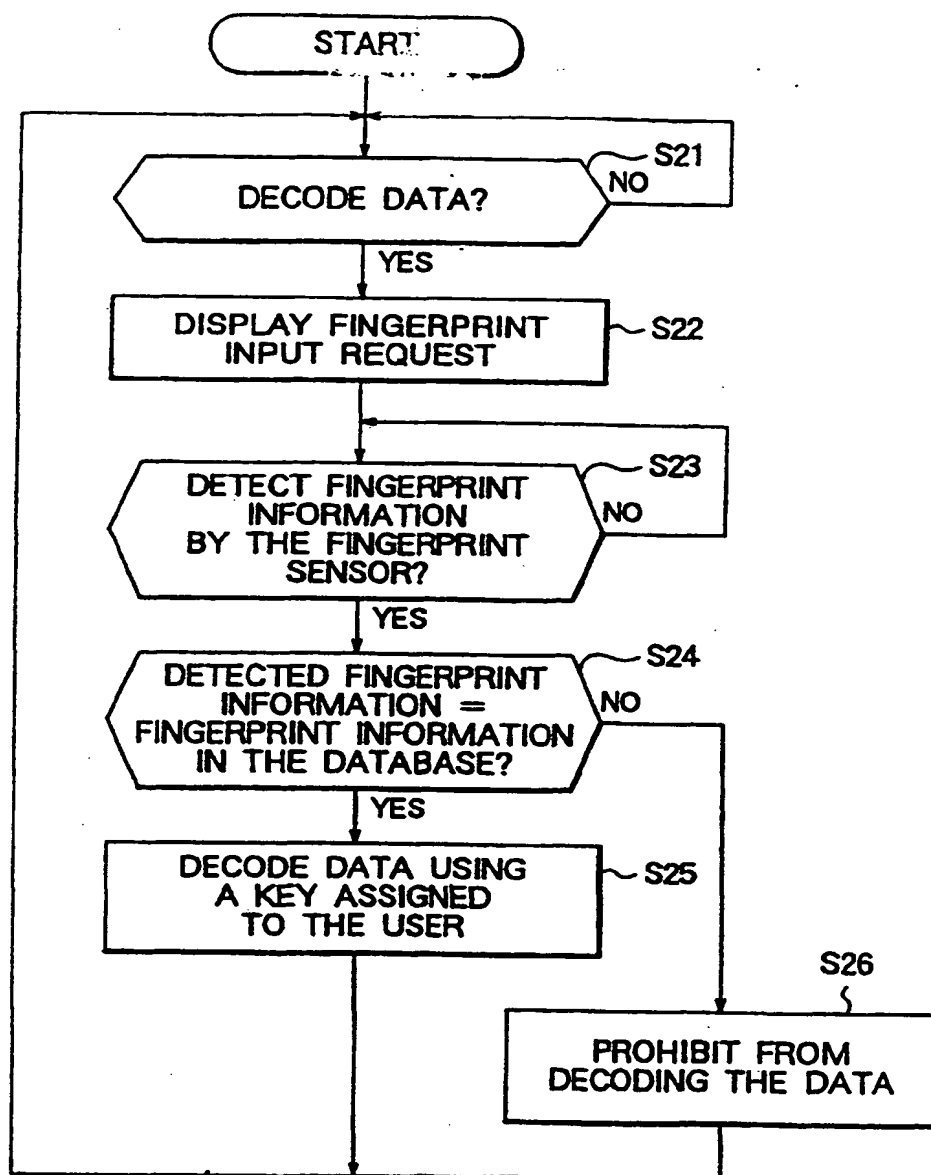 START
S21
NO
DECODE DATA?
YES
DISPLAY FINGERPRINT
INPUT REQUEST
S22
S23
DETECT FINGERPRINT
INFORMATION
BY THE FINGERPRINT
SENSOR?
NO
YES
S24
DETECTED FINGERPRINT
INFORMATION =
FINGERPRINT INFORMATION
IN THE DATABASE?
NO
YES
DECODE DATA USING
A KEY ASSIGNED
TO THE USER
S25
S26
PROHIBIT FROM
DECODING THE DATA